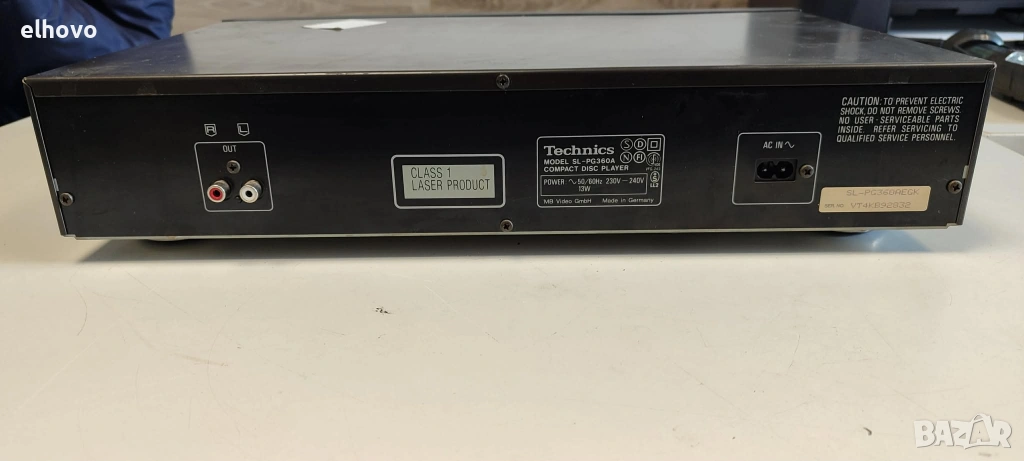 elhovo
R L
OUT
CLASS 1
LASER PRODUCT
Technics
MODEL SL-PG360A
COMPACT DISC PLAYER
POWER ∿50/60Hz 230V–240V
13W
MB Video GmbH Made in Germany
S D
N FI
AC IN ∿
CAUTION: TO PREVENT ELECTRIC
SHOCK, DO NOT REMOVE SCREWS.
NO USER-SERVICEABLE PARTS
INSIDE. REFER SERVICING TO
QUALIFIED SERVICE PERSONNEL.
SL-PG360AEGK
VT4KB92832
BAZAR